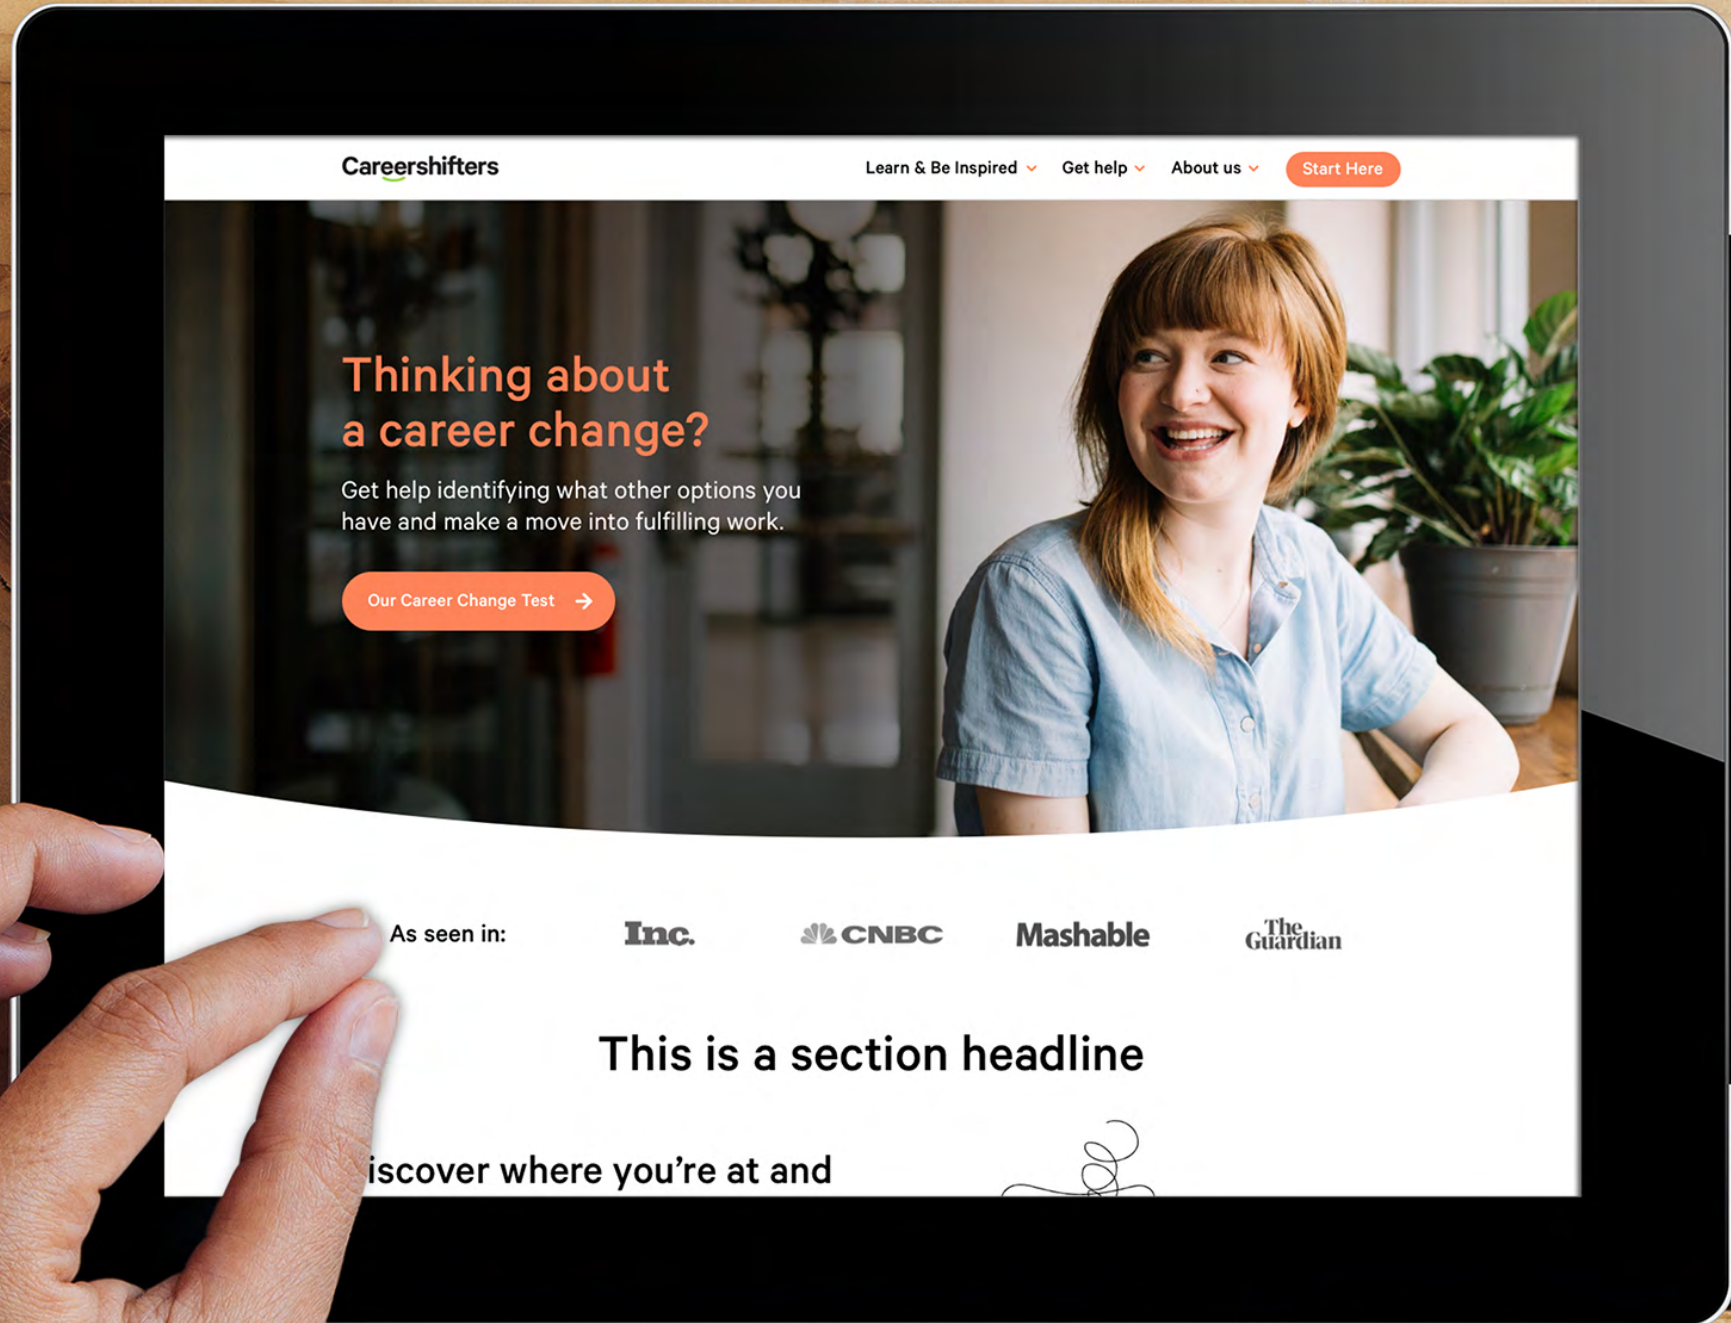 Careershifters
Learn & Be Inspired
Get help
About us
Start Here
Thinking about
a career change?
Get help identifying what other options you
have and make a move into fulfilling work.
Our Career Change Test
As seen in:
Inc.
CNBC
Mashable
The
Guardian
This is a section headline
iscover where you're at and